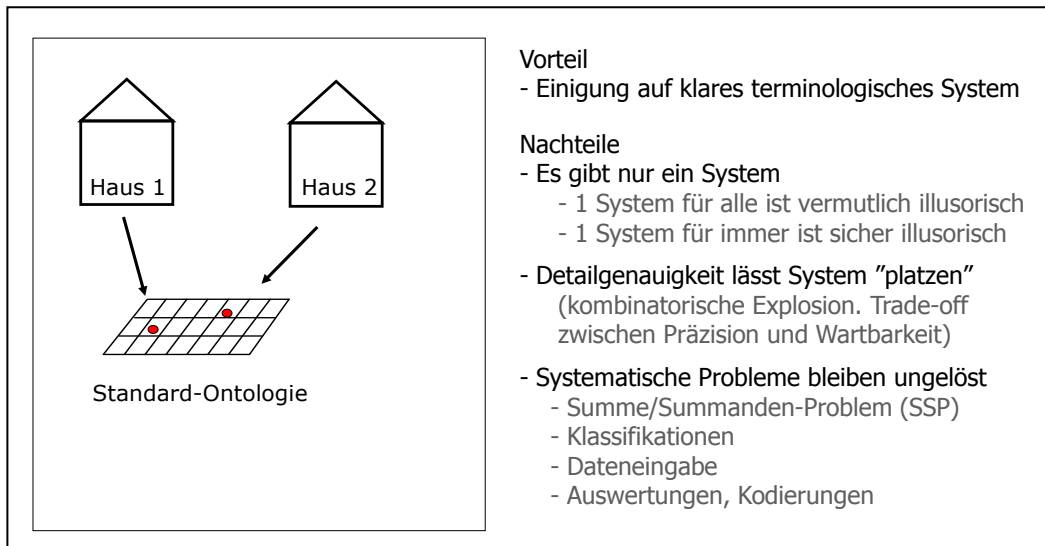 Haus 1
Haus 2
Standard-Ontologie
Vorteil
- Einigung auf klares terminologisches System
Nachteile
- Es gibt nur ein System
- 1 System für alle ist vermutlich illusorisch
- 1 System für immer ist sicher illusorisch
- Detailgenauigkeit lässt System ”platzen”
(kombinatorische Explosion. Trade-off
zwischen Präzision und Wartbarkeit)
- Systematische Probleme bleiben ungelöst
- Summe/Summanden-Problem (SSP)
- Klassifikationen
- Dateneingabe
- Auswertungen, Kodierungen